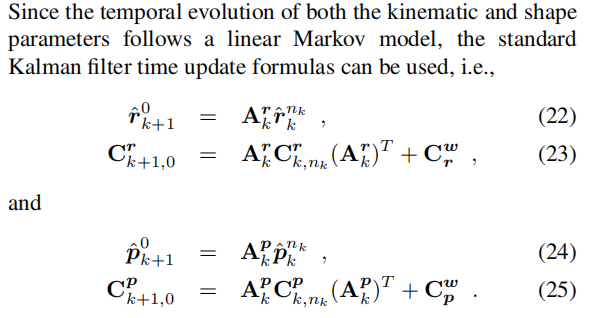 Since the temporal evolution of both the kinematic and shape
parameters follows a linear Markov model, the standard
Kalman filter time update formulas can be used, i.e.,
$\hat{\boldsymbol{r}}_{k+1}^{0} = \mathbf{A}_{k}^{\boldsymbol{r}} \hat{\boldsymbol{r}}_{k}^{n_k}$ , (22)
$\mathbf{C}_{k+1,0}^{\boldsymbol{r}} = \mathbf{A}_{k}^{\boldsymbol{r}} \mathbf{C}_{k,n_k}^{\boldsymbol{r}} (\mathbf{A}_{k}^{\boldsymbol{r}})^{T} + \mathbf{C}_{\boldsymbol{r}}^{\boldsymbol{w}}$ , (23)
and
$\hat{\boldsymbol{p}}_{k+1}^{0} = \mathbf{A}_{k}^{\boldsymbol{p}} \hat{\boldsymbol{p}}_{k}^{n_k}$ , (24)
$\mathbf{C}_{k+1,0}^{\boldsymbol{p}} = \mathbf{A}_{k}^{\boldsymbol{p}} \mathbf{C}_{k,n_k}^{\boldsymbol{p}} (\mathbf{A}_{k}^{\boldsymbol{p}})^{T} + \mathbf{C}_{\boldsymbol{p}}^{\boldsymbol{w}}$ . (25)